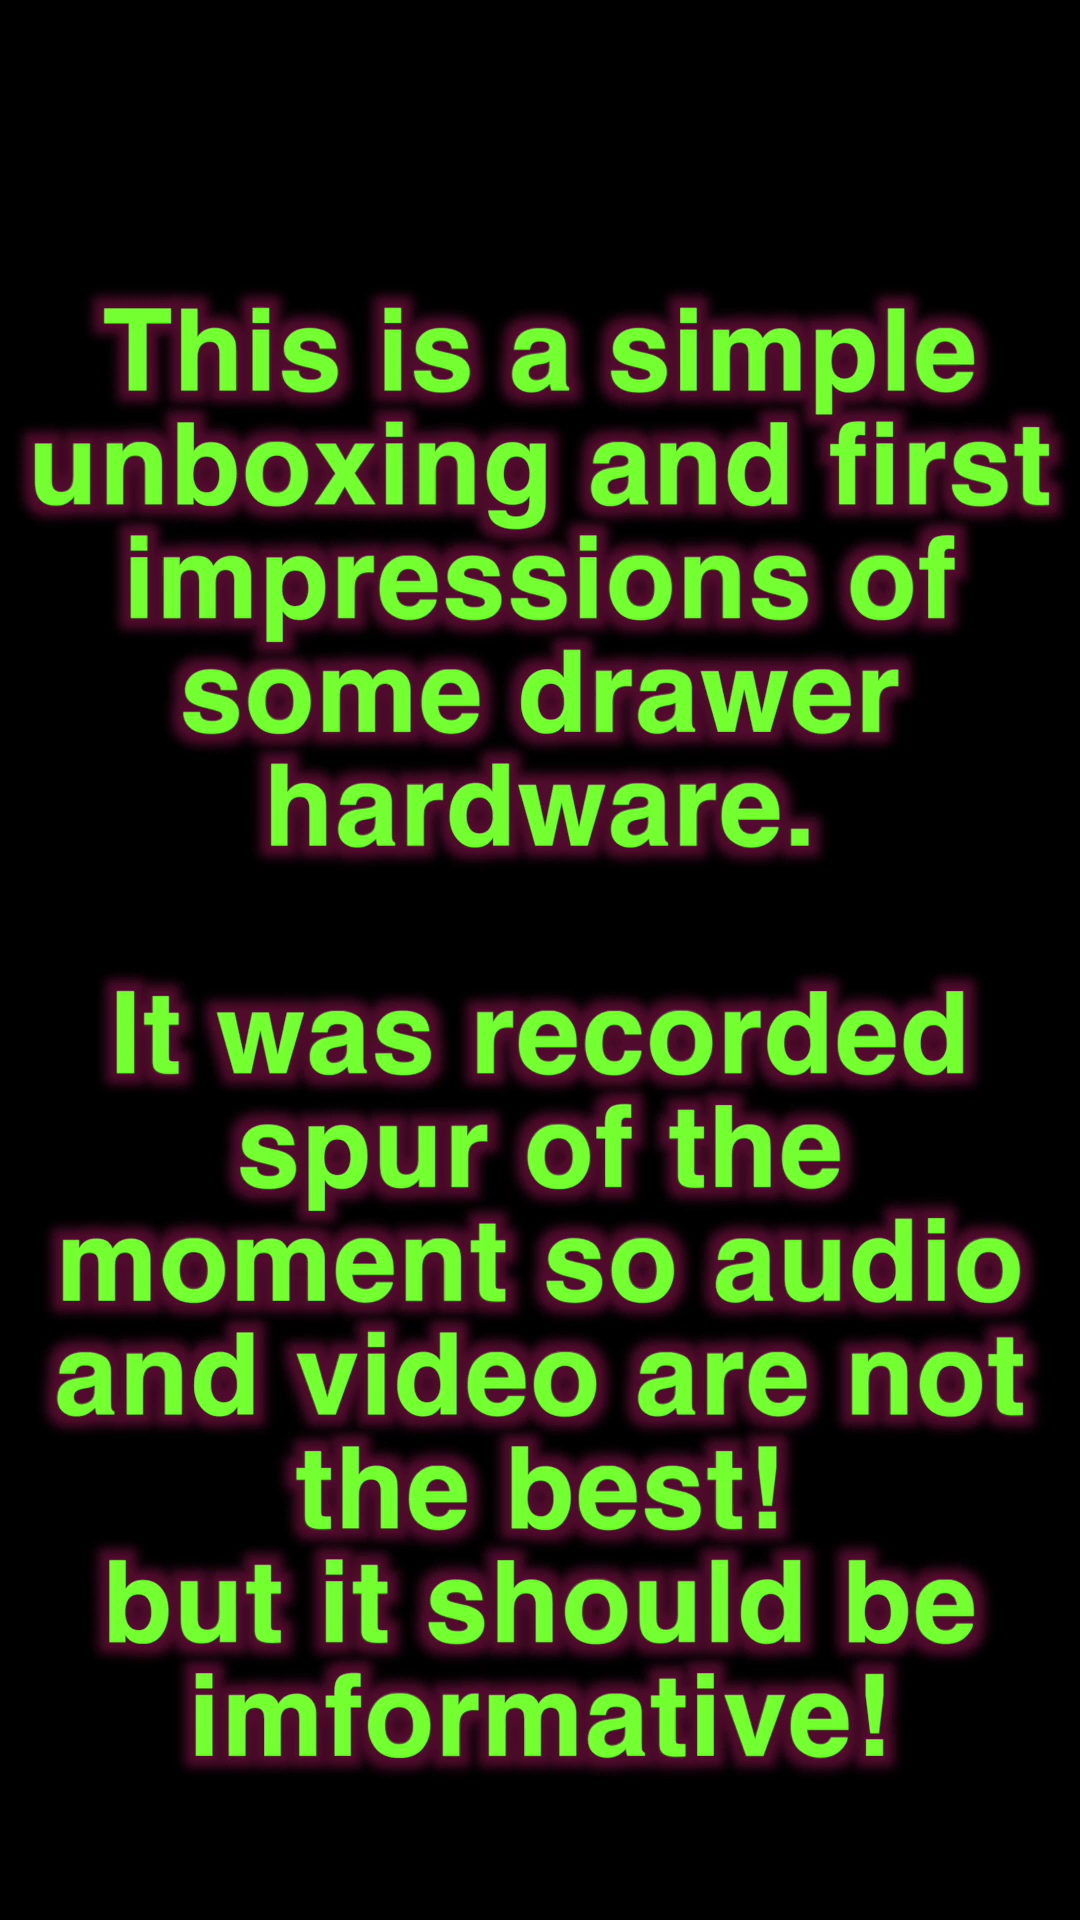 This is a simple
unboxing and first
impressions of
some drawer
hardware.
It was recorded
spur of the
moment so audio
and video are not
the best!
but it should be
imformative!